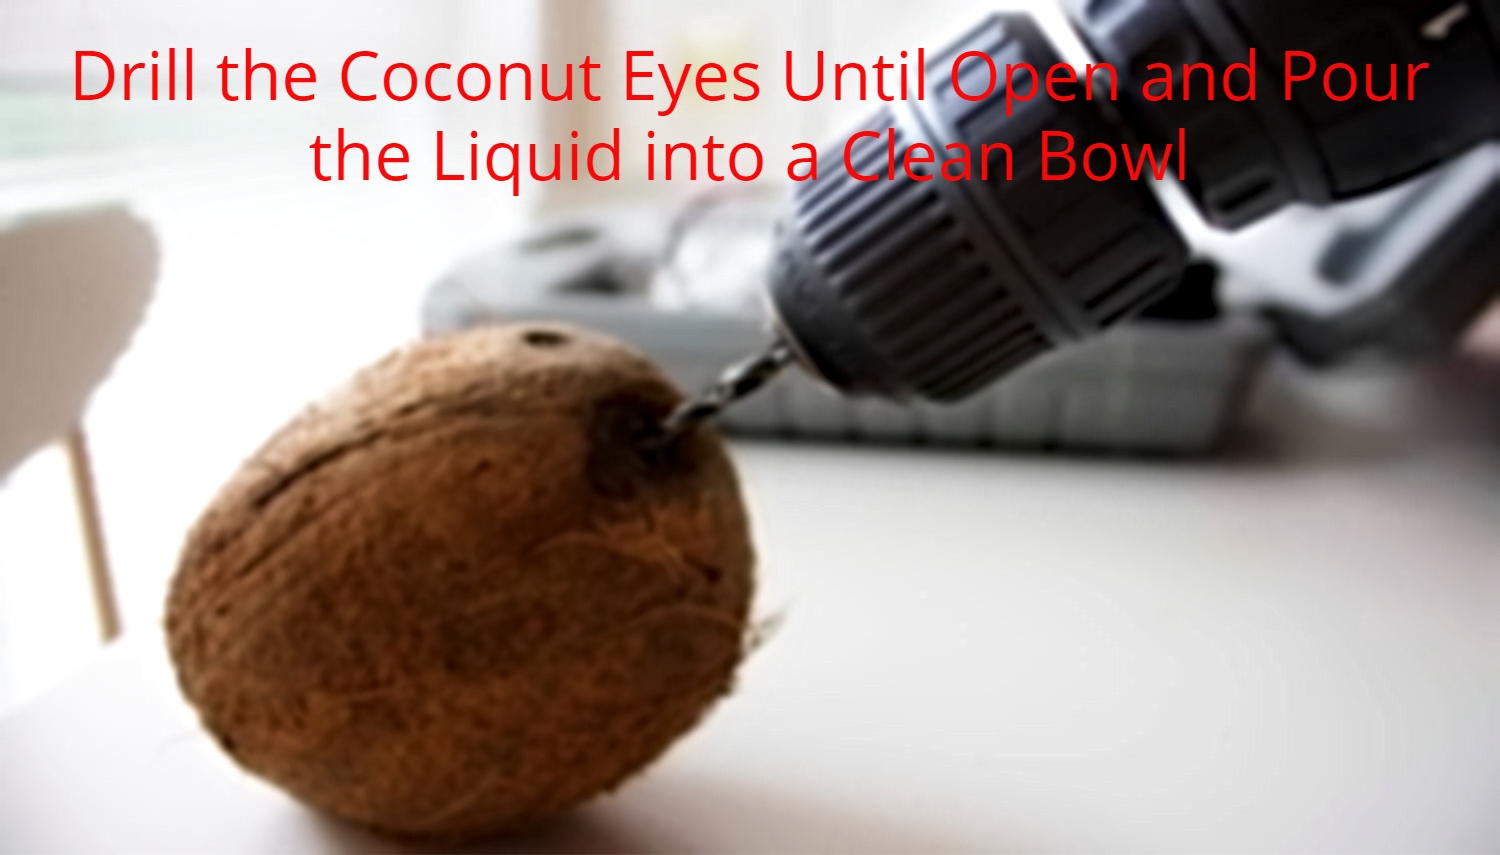 Drill the Coconut Eyes Until Open and Pour
the Liquid into a Clean Bowl